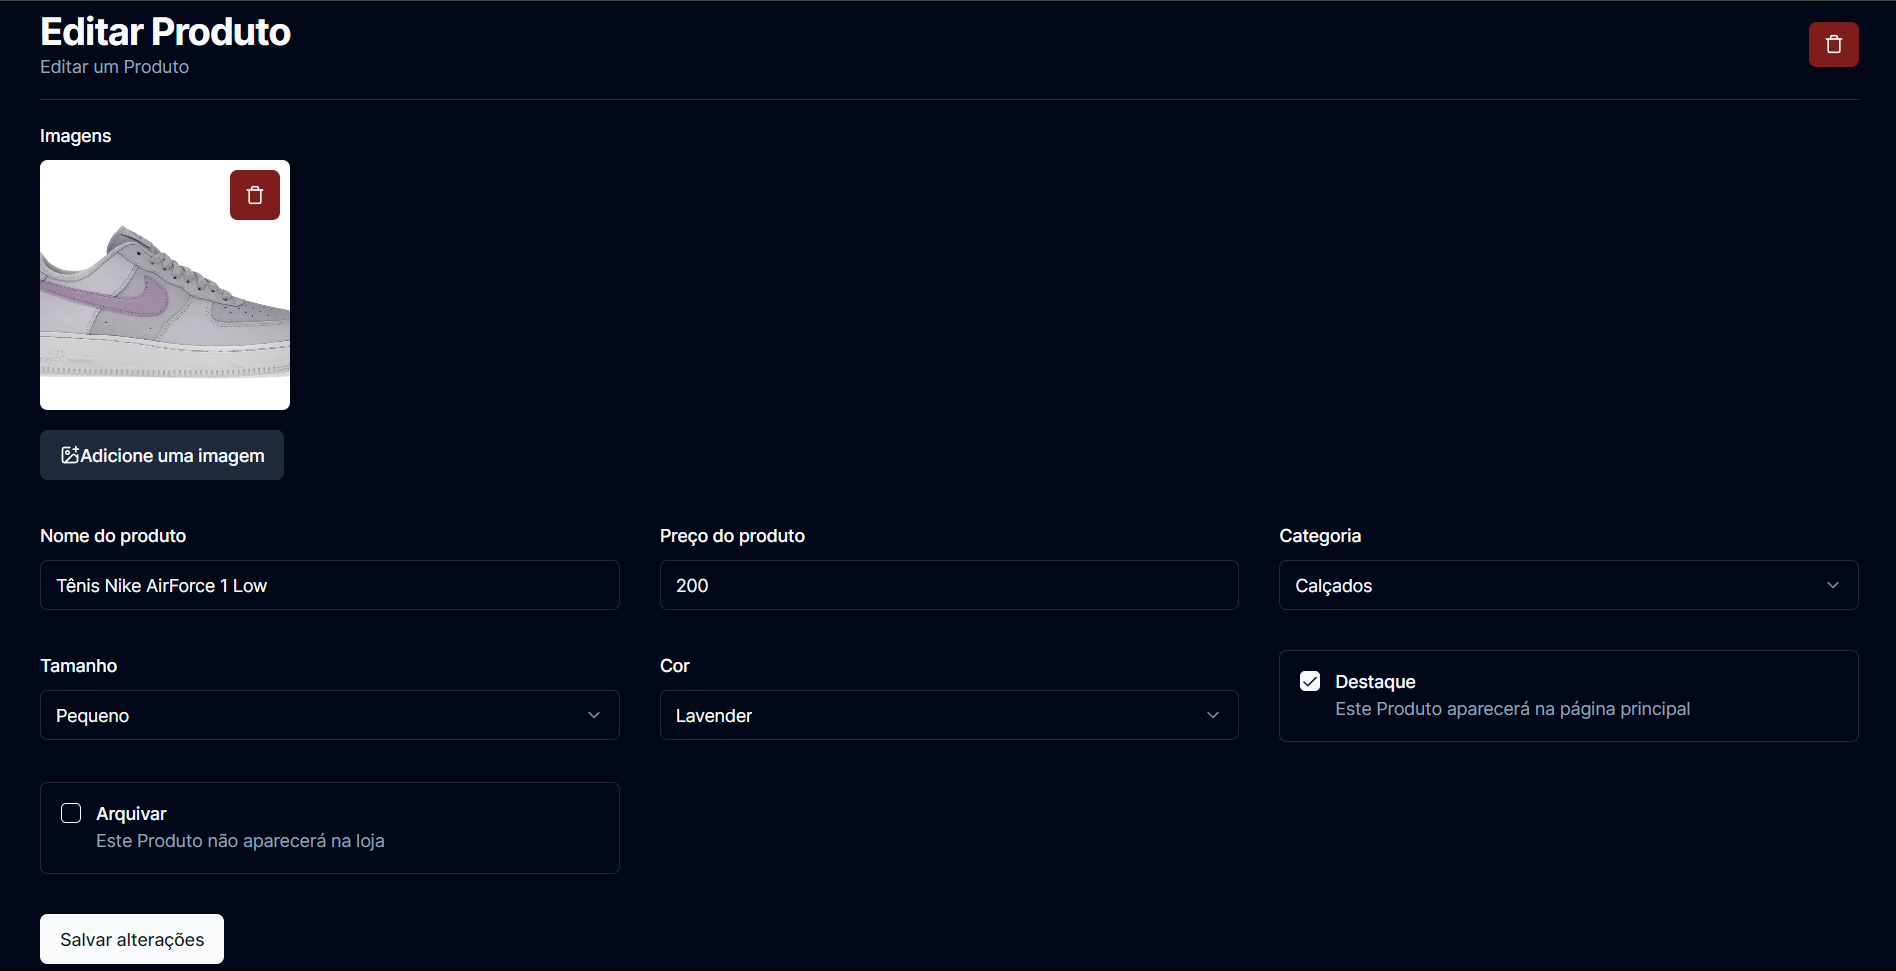 Editar Produto
Editar um Produto
Imagens
Adicione uma imagem
Nome do produto
Preço do produto
Categoria
Tênis Nike AirForce 1 Low
200
Calçados
Tamanho
Cor
Pequeno
Lavender
Destaque
Este Produto aparecerá na página principal
Arquivar
Este Produto não aparecerá na loja
Salvar alterações